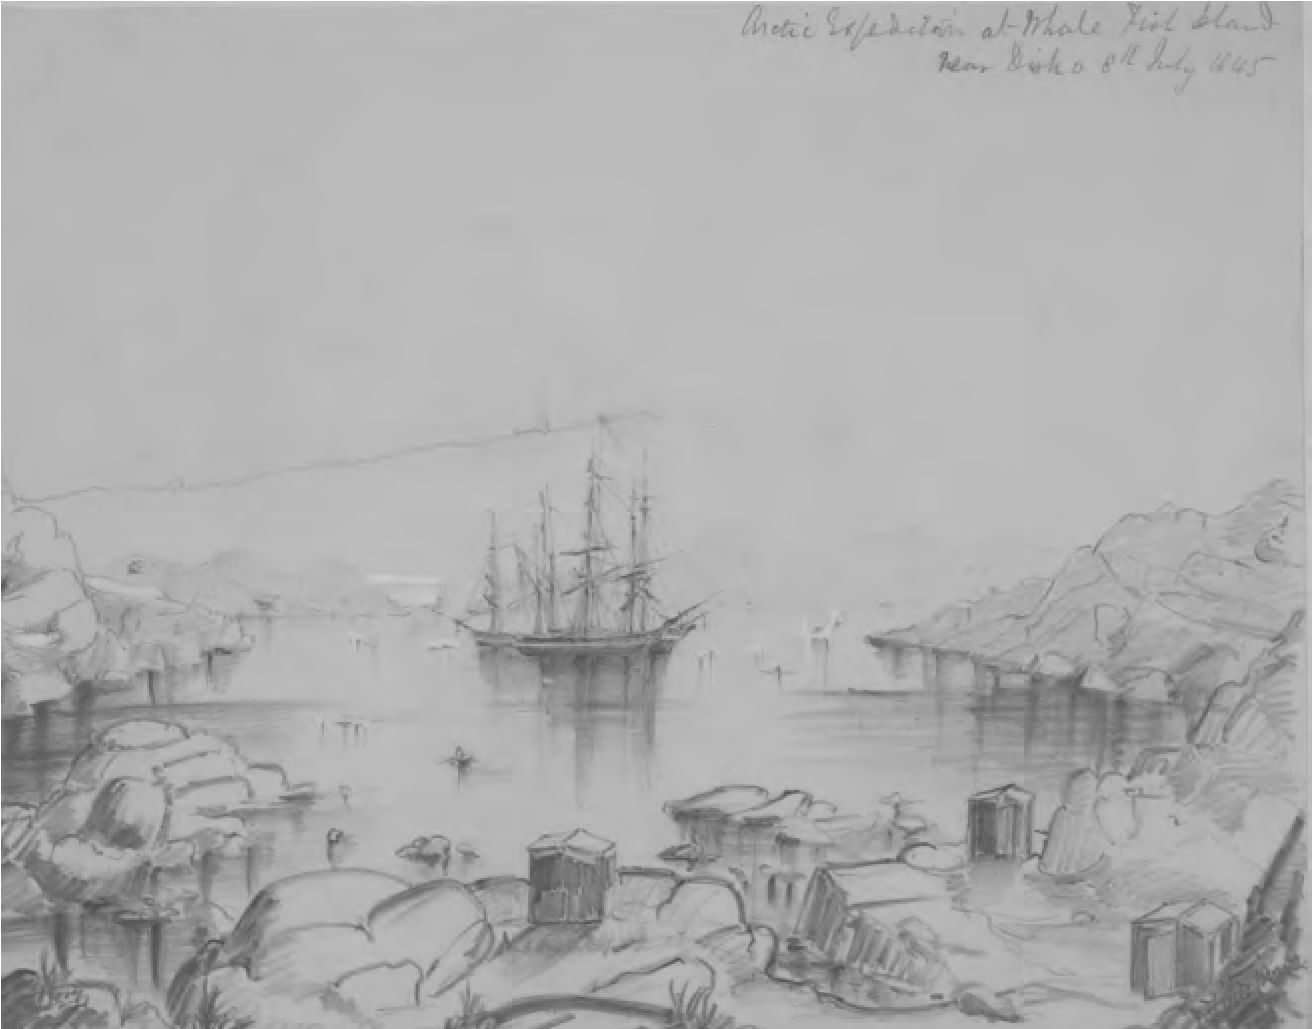 Arctic Expedition at Whale Fish Island
near Disko 8th July 1845